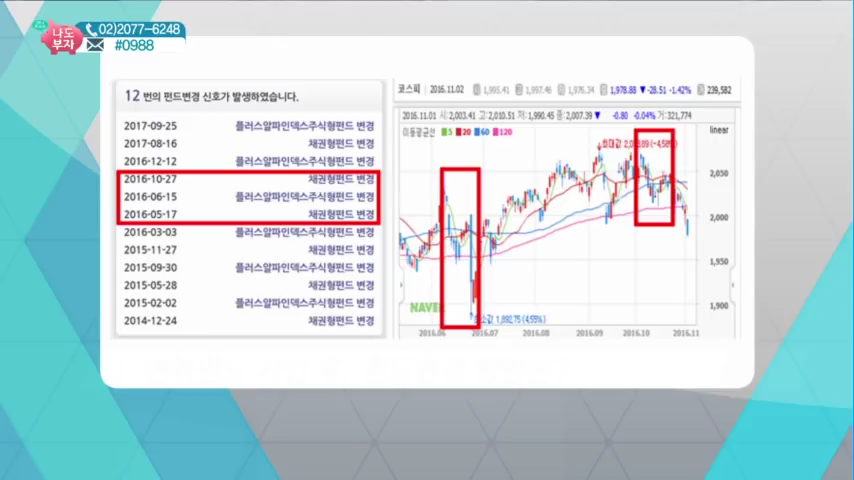 나도
부자
02)2077-6248
#0988
12 번의 펀드변경 신호가 발생하였습니다.
2017-09-25 플러스알파인덱스주식형펀드 변경
2017-08-16 채권형펀드 변경
2016-12-12 플러스알파인덱스주식형펀드 변경
2016-10-27 채권형펀드 변경
2016-06-15 플러스알파인덱스주식형펀드 변경
2016-05-17 채권형펀드 변경
2016-03-03 플러스알파인덱스주식형펀드 변경
2015-11-27 채권형펀드 변경
2015-09-30 플러스알파인덱스주식형펀드 변경
2015-05-28 채권형펀드 변경
2015-02-02 플러스알파인덱스주식형펀드 변경
2014-12-24 채권형펀드 변경
코스피 2016.11.02 시 1,995.41 고 1,997.46 저 1,976.34 종 1,978.88 ▼ -28.51 -1.42% 거 239,582
2016.11.01 시: 2,003.41 고: 2,010.51 저: 1,990.45 종: 2,007.39 ▼ -0.80 -0.04% 거: 321,774
이동평균선 5 20 60 120
linear
최대값 (-4.58%)
2,050
2,000
1,950
1,900
NAVER
1,892.75 (4.55%)
2016.06 2016.07 2016.08 2016.09 2016.10 2016.11